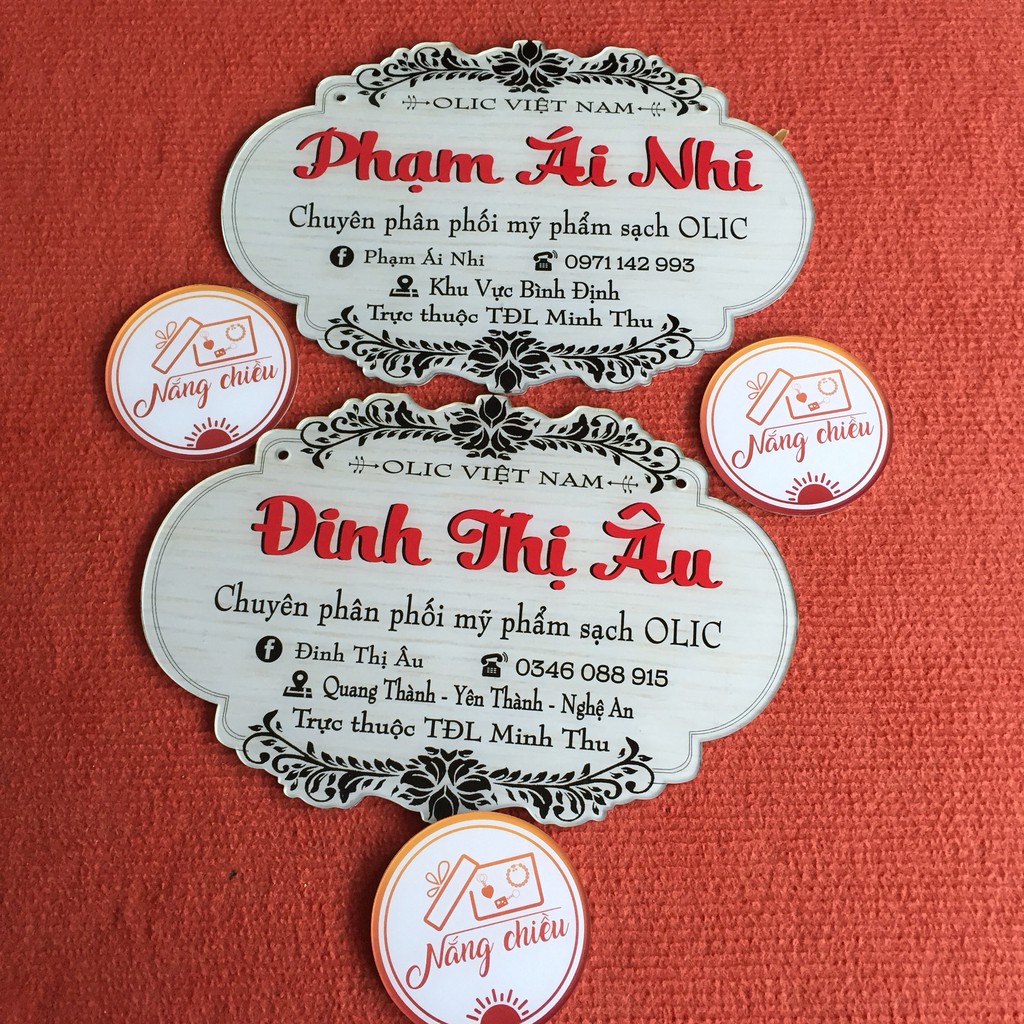 OLIC VIỆT NAM
Phạm Ái Nhi
Chuyên phân phối mỹ phẩm sạch OLIC
Phạm Ái Nhi 0971 142 993
Khu Vực Bình Định
Trực thuộc TĐL Minh Thu
Nắng chiều
Nắng chiều
OLIC VIỆT NAM
Đinh Thị Âu
Chuyên phân phối mỹ phẩm sạch OLIC
Đinh Thị Âu 0346 088 915
Quang Thành - Yên Thành - Nghệ An
Trực thuộc TĐL Minh Thu
Nắng chiều